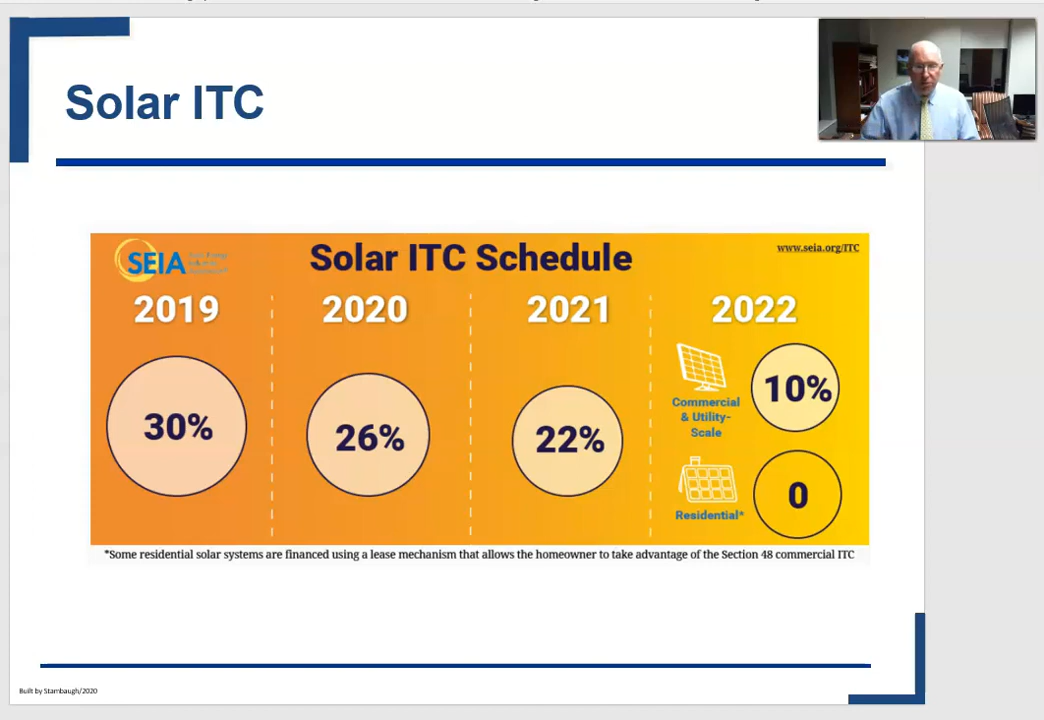 Solar ITC
SEIA
Solar ITC Schedule
www.seia.org/ITC
2019
2020
2021
2022
30%
26%
22%
Commercial
& Utility-
Scale
10%
Residential*
0
*Some residential solar systems are financed using a lease mechanism that allows the homeowner to take advantage of the Section 48 commercial ITC
Built by Stambaugh/2020